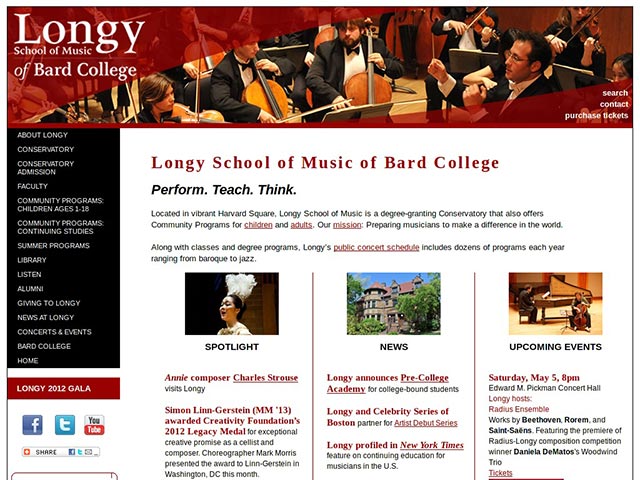 Longy
School of Music
of Bard College
search
contact
purchase tickets
ABOUT LONGY
CONSERVATORY
CONSERVATORY
ADMISSION
FACULTY
COMMUNITY PROGRAMS:
CHILDREN AGES 1-18
COMMUNITY PROGRAMS:
CONTINUING STUDIES
SUMMER PROGRAMS
LIBRARY
LISTEN
ALUMNI
GIVING TO LONGY
NEWS AT LONGY
CONCERTS & EVENTS
BARD COLLEGE
HOME
LONGY 2012 GALA
You
Tube
SHARE
Longy School of Music of Bard College
Perform. Teach. Think.
Located in vibrant Harvard Square, Longy School of Music is a degree-granting Conservatory that also offers
Community Programs for children and adults. Our mission: Preparing musicians to make a difference in the world.
Along with classes and degree programs, Longy's public concert schedule includes dozens of programs each year
ranging from baroque to jazz.
SPOTLIGHT
Annie composer Charles Strouse
visits Longy
Simon Linn-Gerstein (MM '13)
awarded Creativity Foundation's
2012 Legacy Medal for exceptional
creative promise as a cellist and
composer. Choreographer Mark Morris
presented the award to Linn-Gerstein in
Washington, DC this month.
NEWS
Longy announces Pre-College
Academy for college-bound students
Longy and Celebrity Series of
Boston partner for Artist Debut Series
Longy profiled in New York Times
feature on continuing education for
musicians in the U.S.
UPCOMING EVENTS
Saturday, May 5, 8pm
Edward M. Pickman Concert Hall
Longy hosts:
Radius Ensemble
Works by Beethoven, Rorem, and
Saint-Saëns. Featuring the premiere of
Radius-Longy composition competition
winner Daniela DeMatos's Woodwind
Trio
Tickets